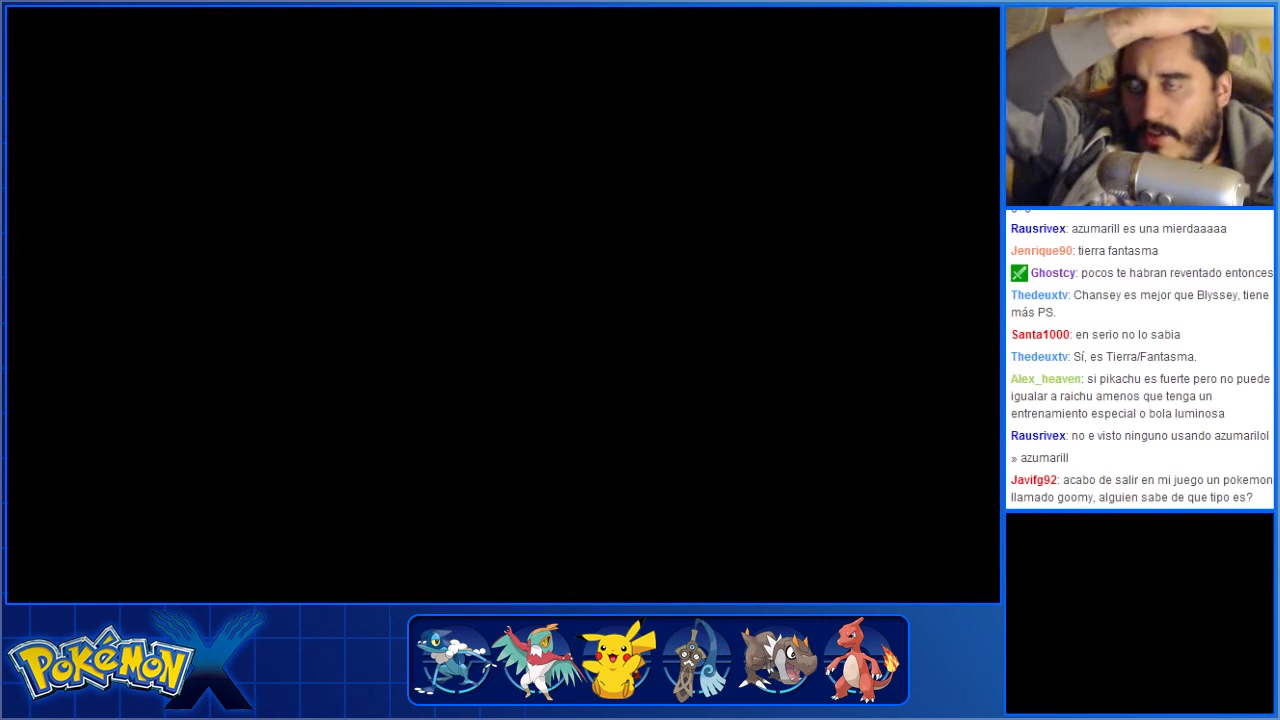 Rausrivex: azumarill es una mierdaaaaa
Jenrique90: tierra fantasma
Ghostcy: pocos te habran reventado entonces
Thedeuxtv: Chansey es mejor que Blyssey, tiene
más PS.
Santa1000: en serio no lo sabia
Thedeuxtv: Sí, es Tierra/Fantasma.
Alex_heaven: si pikachu es fuerte pero no puede
igualar a raichu amenos que tenga un
entrenamiento especial o bola luminosa
Rausrivex: no e visto ninguno usando azumarilol
» azumarill
Javifg92: acabo de salir en mi juego un pokemon
llamado goomy, alguien sabe de que tipo es?
POKéMON X